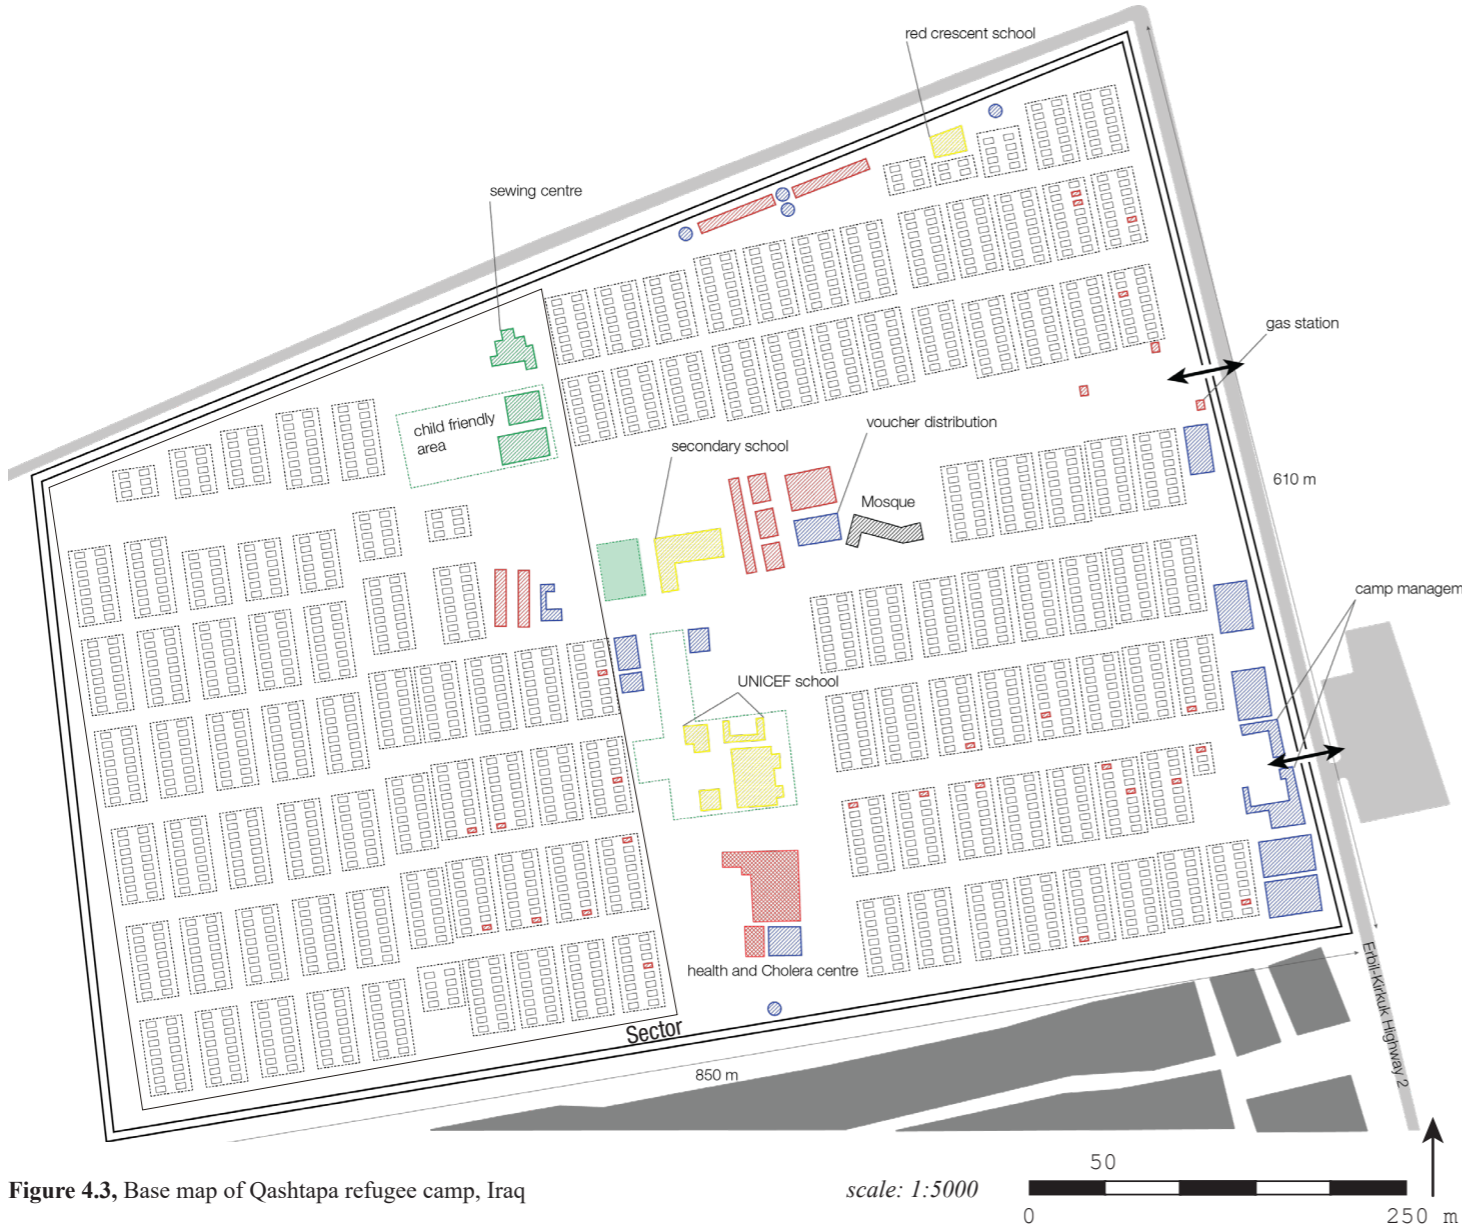 red crescent school
sewing centre
gas station
child friendly
area
voucher distribution
secondary school
Mosque
610 m
camp managem
UNICEF school
health and Cholera centre
Sector
850 m
Erbil-Kirkuk Highway 2
Figure 4.3, Base map of Qashtapa refugee camp, Iraq
scale: 1:5000
50
0
250 m